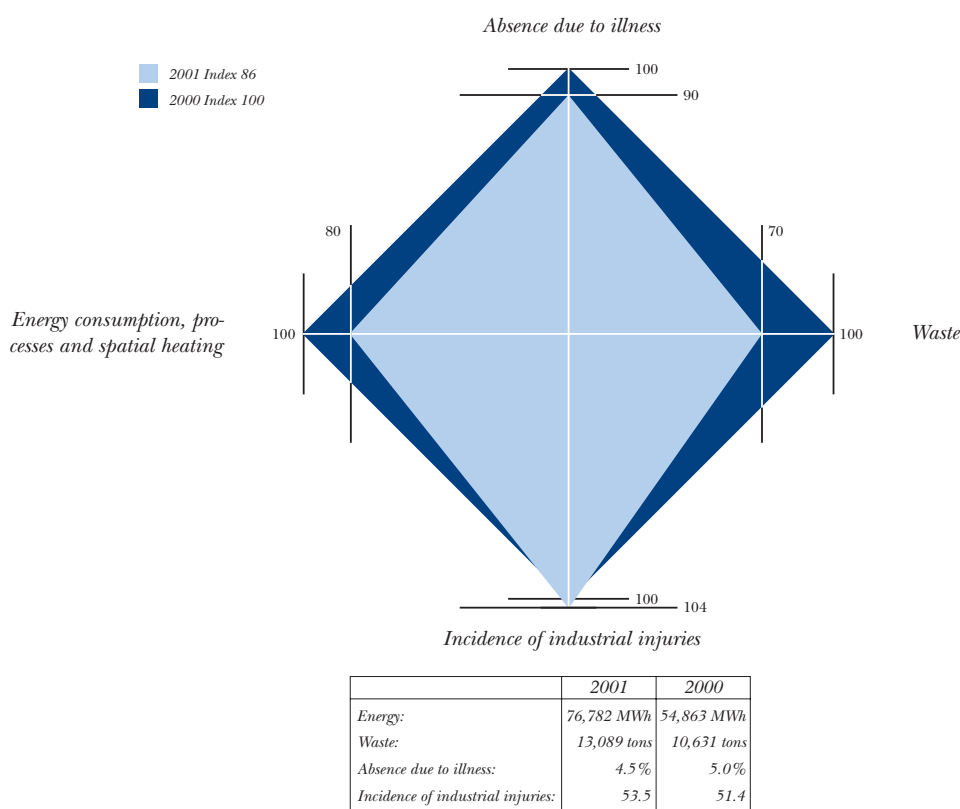 Absence due to illness
2001 Index 86
2000 Index 100
100
90
80
70
Energy consumption, pro-
cesses and spatial heating
100
100
Waste
100
104
Incidence of industrial injuries
2001 2000
Energy: 76,782 MWh 54,863 MWh
Waste: 13,089 tons 10,631 tons
Absence due to illness: 4.5% 5.0%
Incidence of industrial injuries: 53.5 51.4